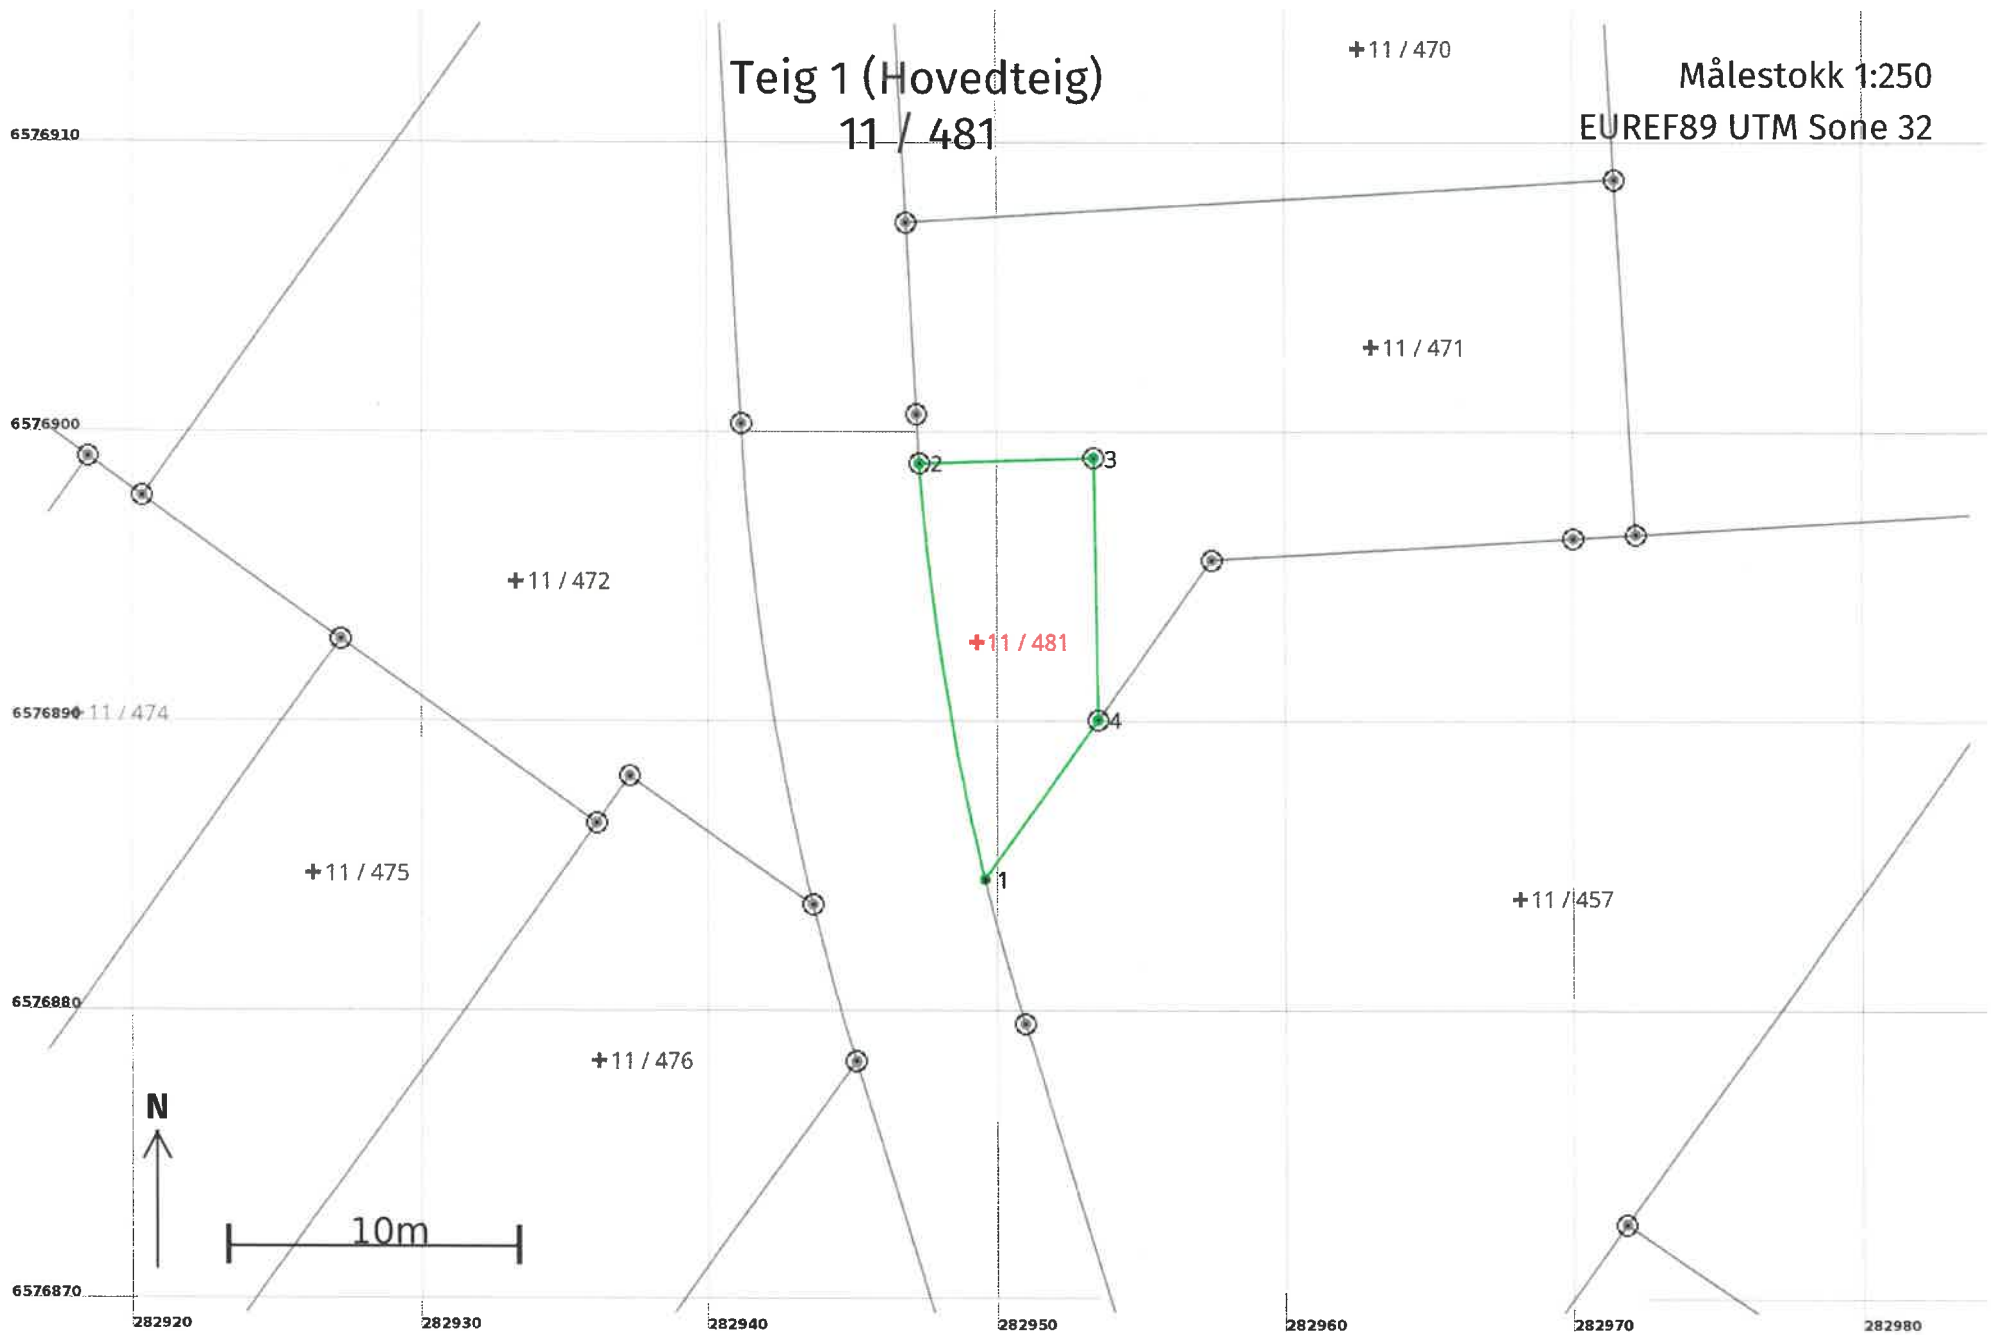 Teig 1 (Hovedteig)
11 / 481
Målestokk 1:250
EUREF89 UTM Sone 32
+11 / 470
6576910
+11 / 471
6576900
2
3
+11 / 472
+11 / 481
6576890
+11 / 474
4
+11 / 475
1
+11 / 457
6576880
+11 / 476
N
10m
6576870
282920
282930
282940
282950
282960
282970
282980